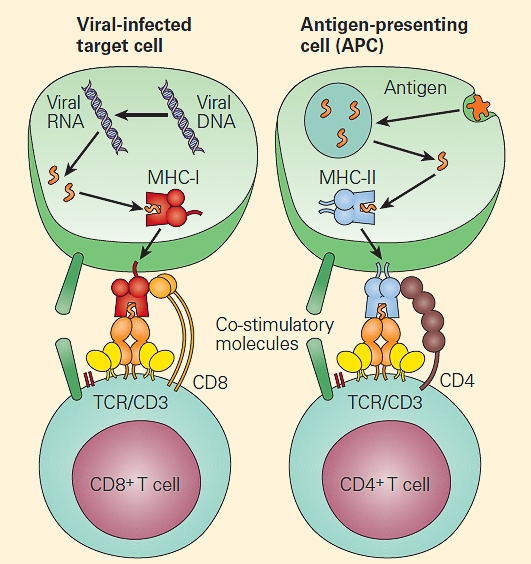 Viral-infected
target cell
Antigen-presenting
cell (APC)
Viral
RNA
Viral
DNA
MHC-I
Antigen
MHC-II
Co-stimulatory
molecules
CD8
TCR/CD3
CD8+ T cell
CD4
TCR/CD3
CD4+ T cell